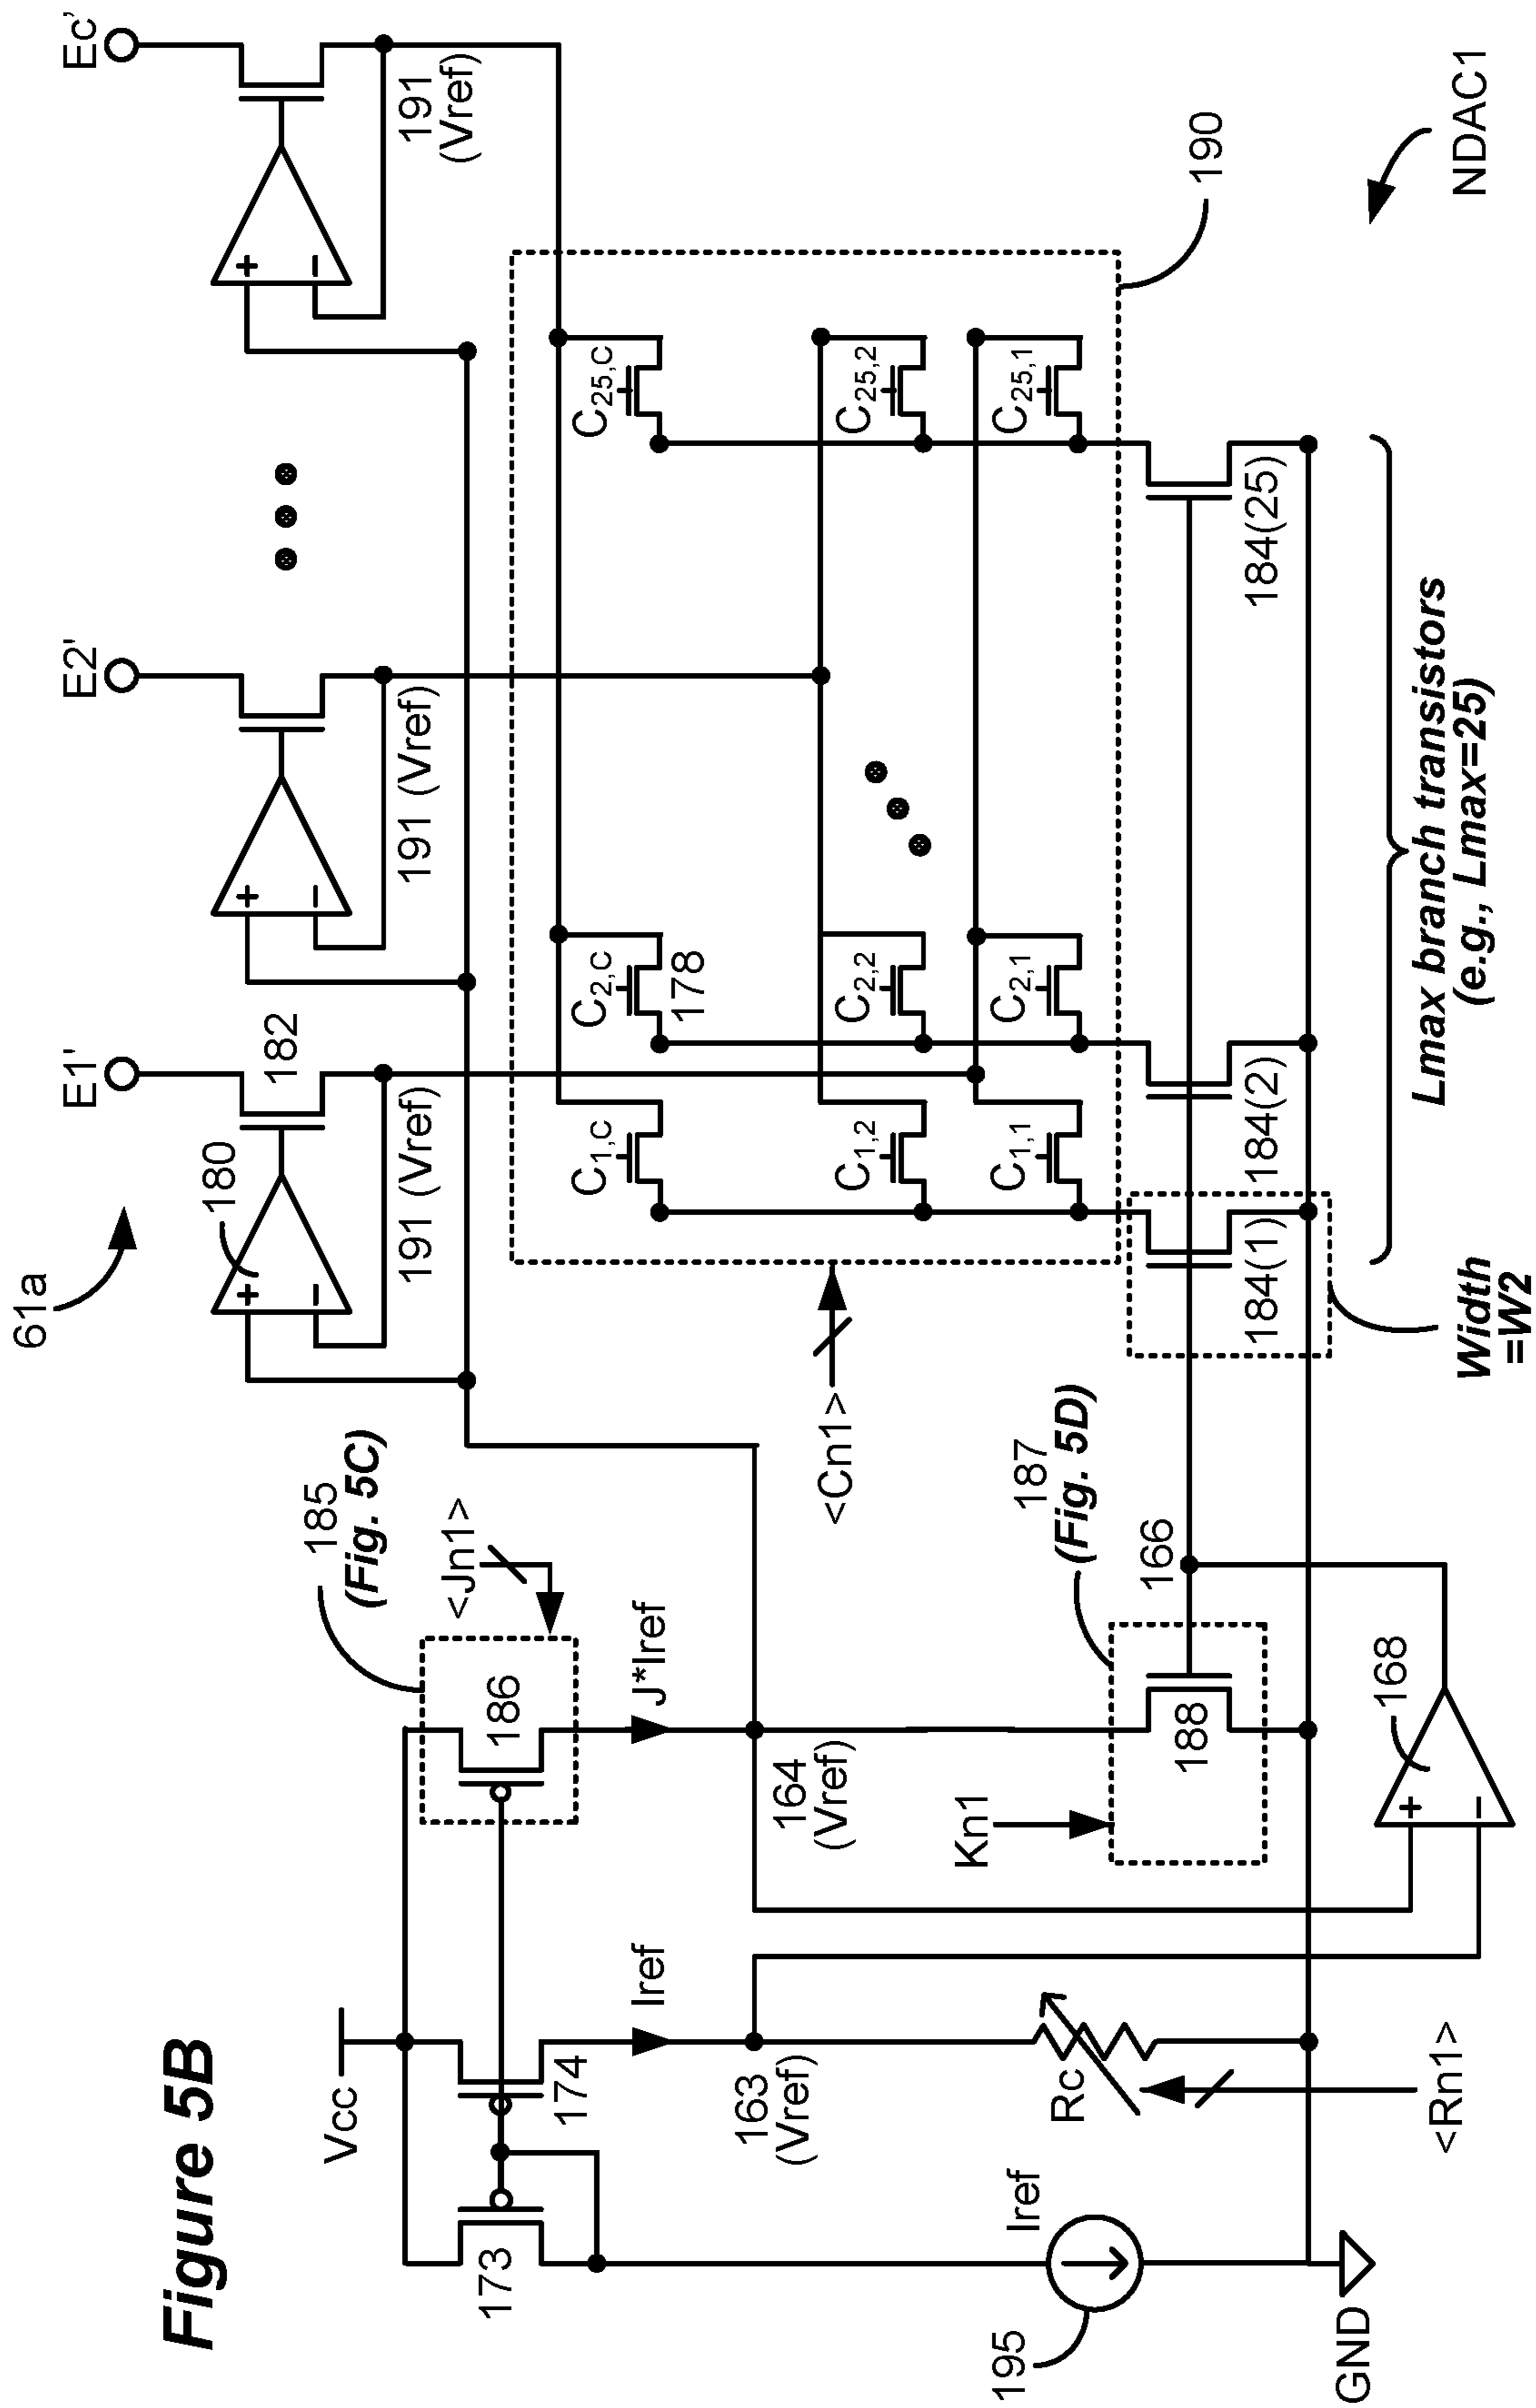 Figure 5B
61a
E1'
E2'
Ec’
Vcc
185
(Fig. 5C)
<Jn1>
180
+
−
182
191 (Vref)
+
−
191 (Vref)
+
−
191
(Vref)
173
174
186
Iref
J*Iref
163
(Vref)
164
(Vref)
<Cn1>
C1,C
C2,C
178
C25,C
C1,2
C2,2
C25,2
C1,1
C2,1
C25,1
190
195
Iref
Rc
<Rn1>
Kn1
187
(Fig. 5D)
188
166
168
+
−
184(1)
184(2)
184(25)
GND
Width
=W2
Lmax branch transistors
(e.g., Lmax=25)
NDAC1